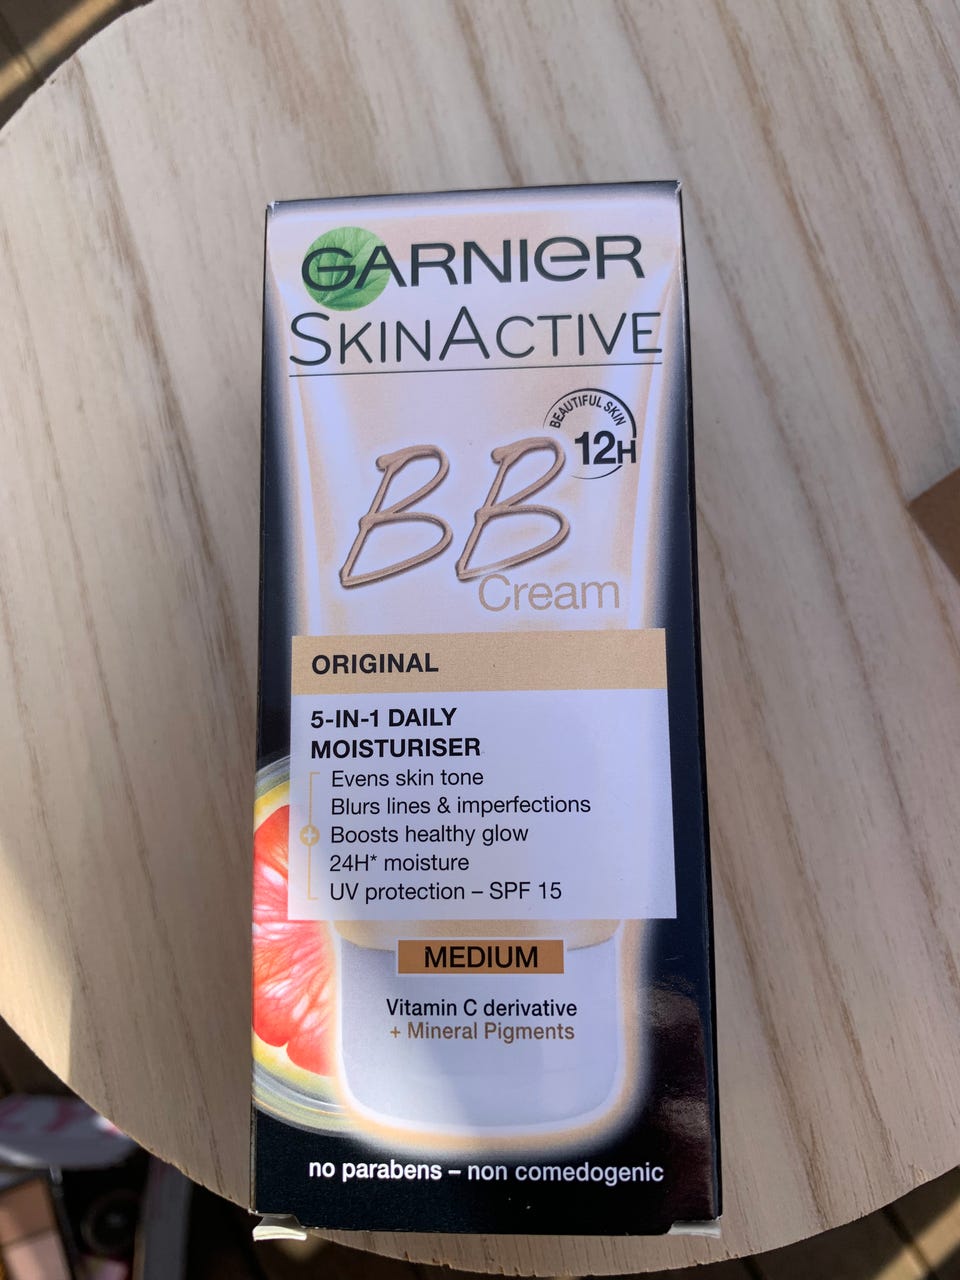 GARNIER
SKINACTIVE
BEAUTIFUL SKIN
12H
BB
Cream
ORIGINAL
5-IN-1 DAILY
MOISTURISER
Evens skin tone
Blurs lines & imperfections
Boosts healthy glow
24H* moisture
UV protection – SPF 15
MEDIUM
Vitamin C derivative
+ Mineral Pigments
no parabens – non comedogenic